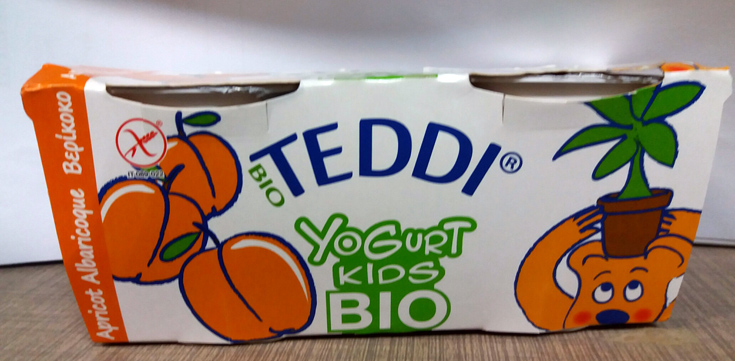 Apricot Albaricoque Βερίκοκο
BIO TEDDI®
YOGURT
KIDS
BIO